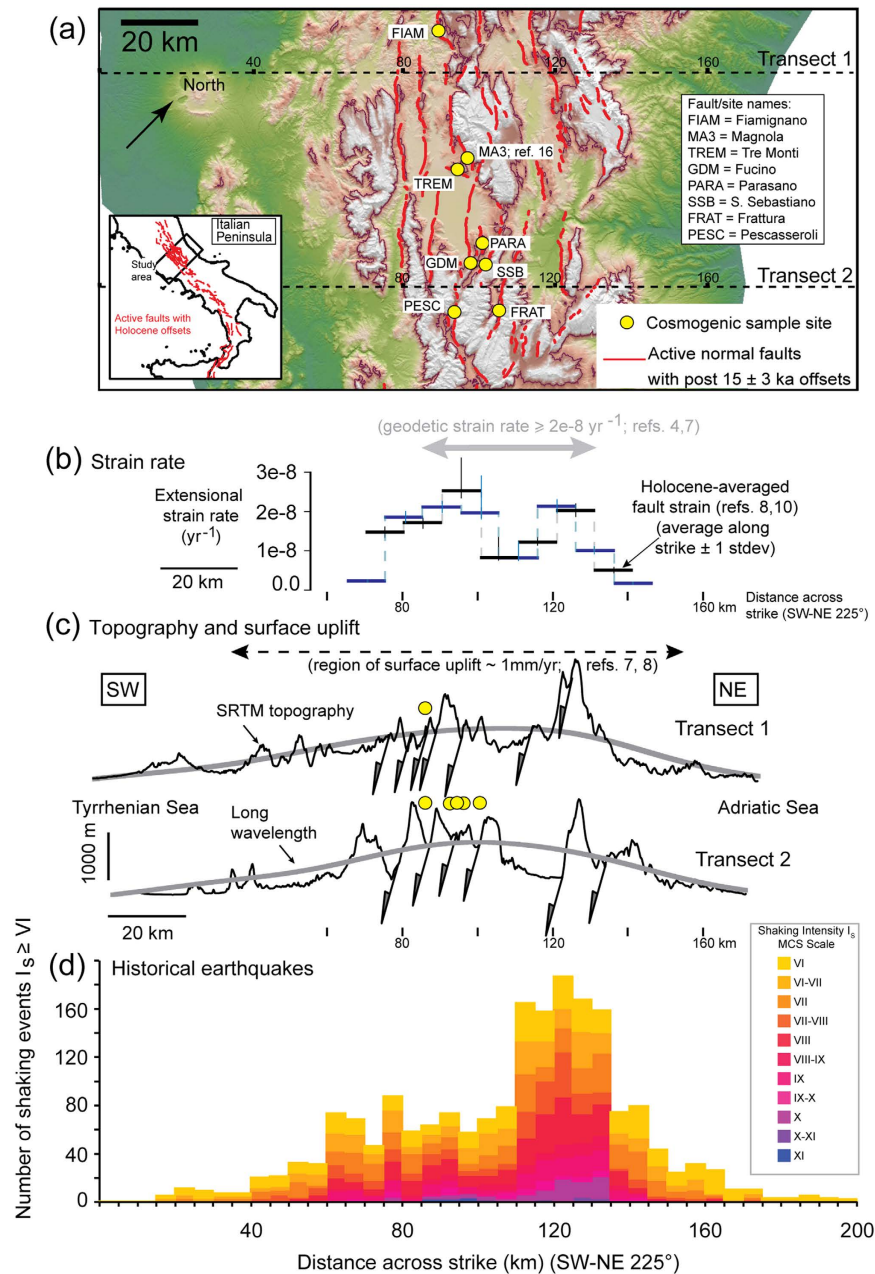 (a)
20 km
FIAM
Transect 1
40
80
120
160
North
Fault/site names:
FIAM = Fiamignano
MA3 = Magnola
TREM = Tre Monti
GDM = Fucino
PARA = Parasano
SSB = S. Sebastiano
FRAT = Frattura
PESC = Pescasseroli
MA3; ref. 16
TREM
Italian
Peninsula
Study
area
Active faults with
Holocene offsets
PARA
GDM
SSB
80
120
160
Transect 2
PESC
FRAT
Cosmogenic sample site
Active normal faults
with post 15 ± 3 ka offsets
(geodetic strain rate ⩾ 2e-8 yr -1; refs. 4,7)
(b) Strain rate
Extensional
strain rate
(yr-1)
20 km
3e-8
2e-8
1e-8
0.0
Holocene-averaged
fault strain (refs. 8,10)
(average along
strike ± 1 stdev)
80
120
160 km
Distance across
strike (SW-NE 225°)
(c) Topography and surface uplift
(region of surface uplift ~ 1mm/yr; refs. 7, 8)
SW
NE
SRTM topography
Transect 1
Tyrrhenian Sea
Adriatic Sea
Long
wavelength
1000 m
Transect 2
20 km
80
120
160 km
(d) Historical earthquakes
Number of shaking events IS ≥ VI
160
120
80
40
0
Shaking Intensity IS
MCS Scale
VI
VI-VII
VII
VII-VIII
VIII
VIII-IX
IX
IX-X
X
X-XI
XI
40
80
120
160
200
Distance across strike (km) (SW-NE 225°)